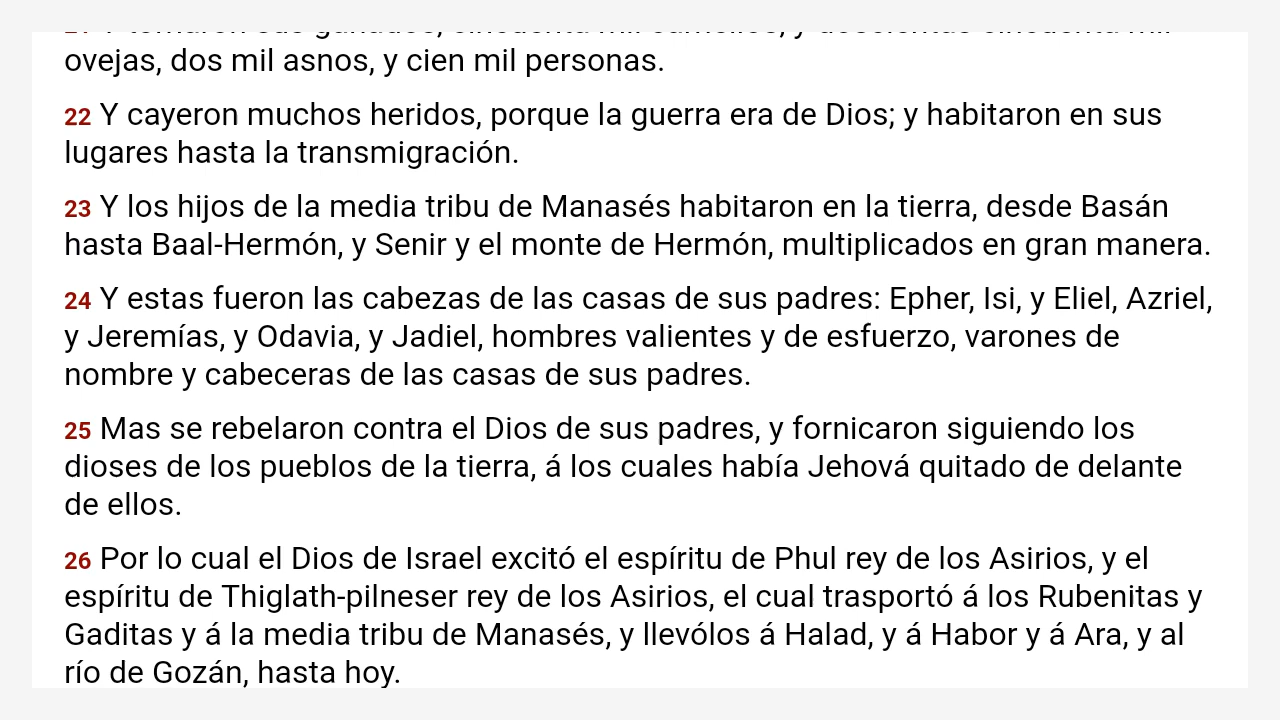 ovejas, dos mil asnos, y cien mil personas.
22 Y cayeron muchos heridos, porque la guerra era de Dios; y habitaron en sus
lugares hasta la transmigración.
23 Y los hijos de la media tribu de Manasés habitaron en la tierra, desde Basán
hasta Baal-Hermón, y Senir y el monte de Hermón, multiplicados en gran manera.
24 Y estas fueron las cabezas de las casas de sus padres: Epher, Isi, y Eliel, Azriel,
y Jeremías, y Odavia, y Jadiel, hombres valientes y de esfuerzo, varones de
nombre y cabeceras de las casas de sus padres.
25 Mas se rebelaron contra el Dios de sus padres, y fornicaron siguiendo los
dioses de los pueblos de la tierra, á los cuales había Jehová quitado de delante
de ellos.
26 Por lo cual el Dios de Israel excitó el espíritu de Phul rey de los Asirios, y el
espíritu de Thiglath-pilneser rey de los Asirios, el cual trasportó á los Rubenitas y
Gaditas y á la media tribu de Manasés, y llevólos á Halad, y á Habor y á Ara, y al
río de Gozán, hasta hoy.